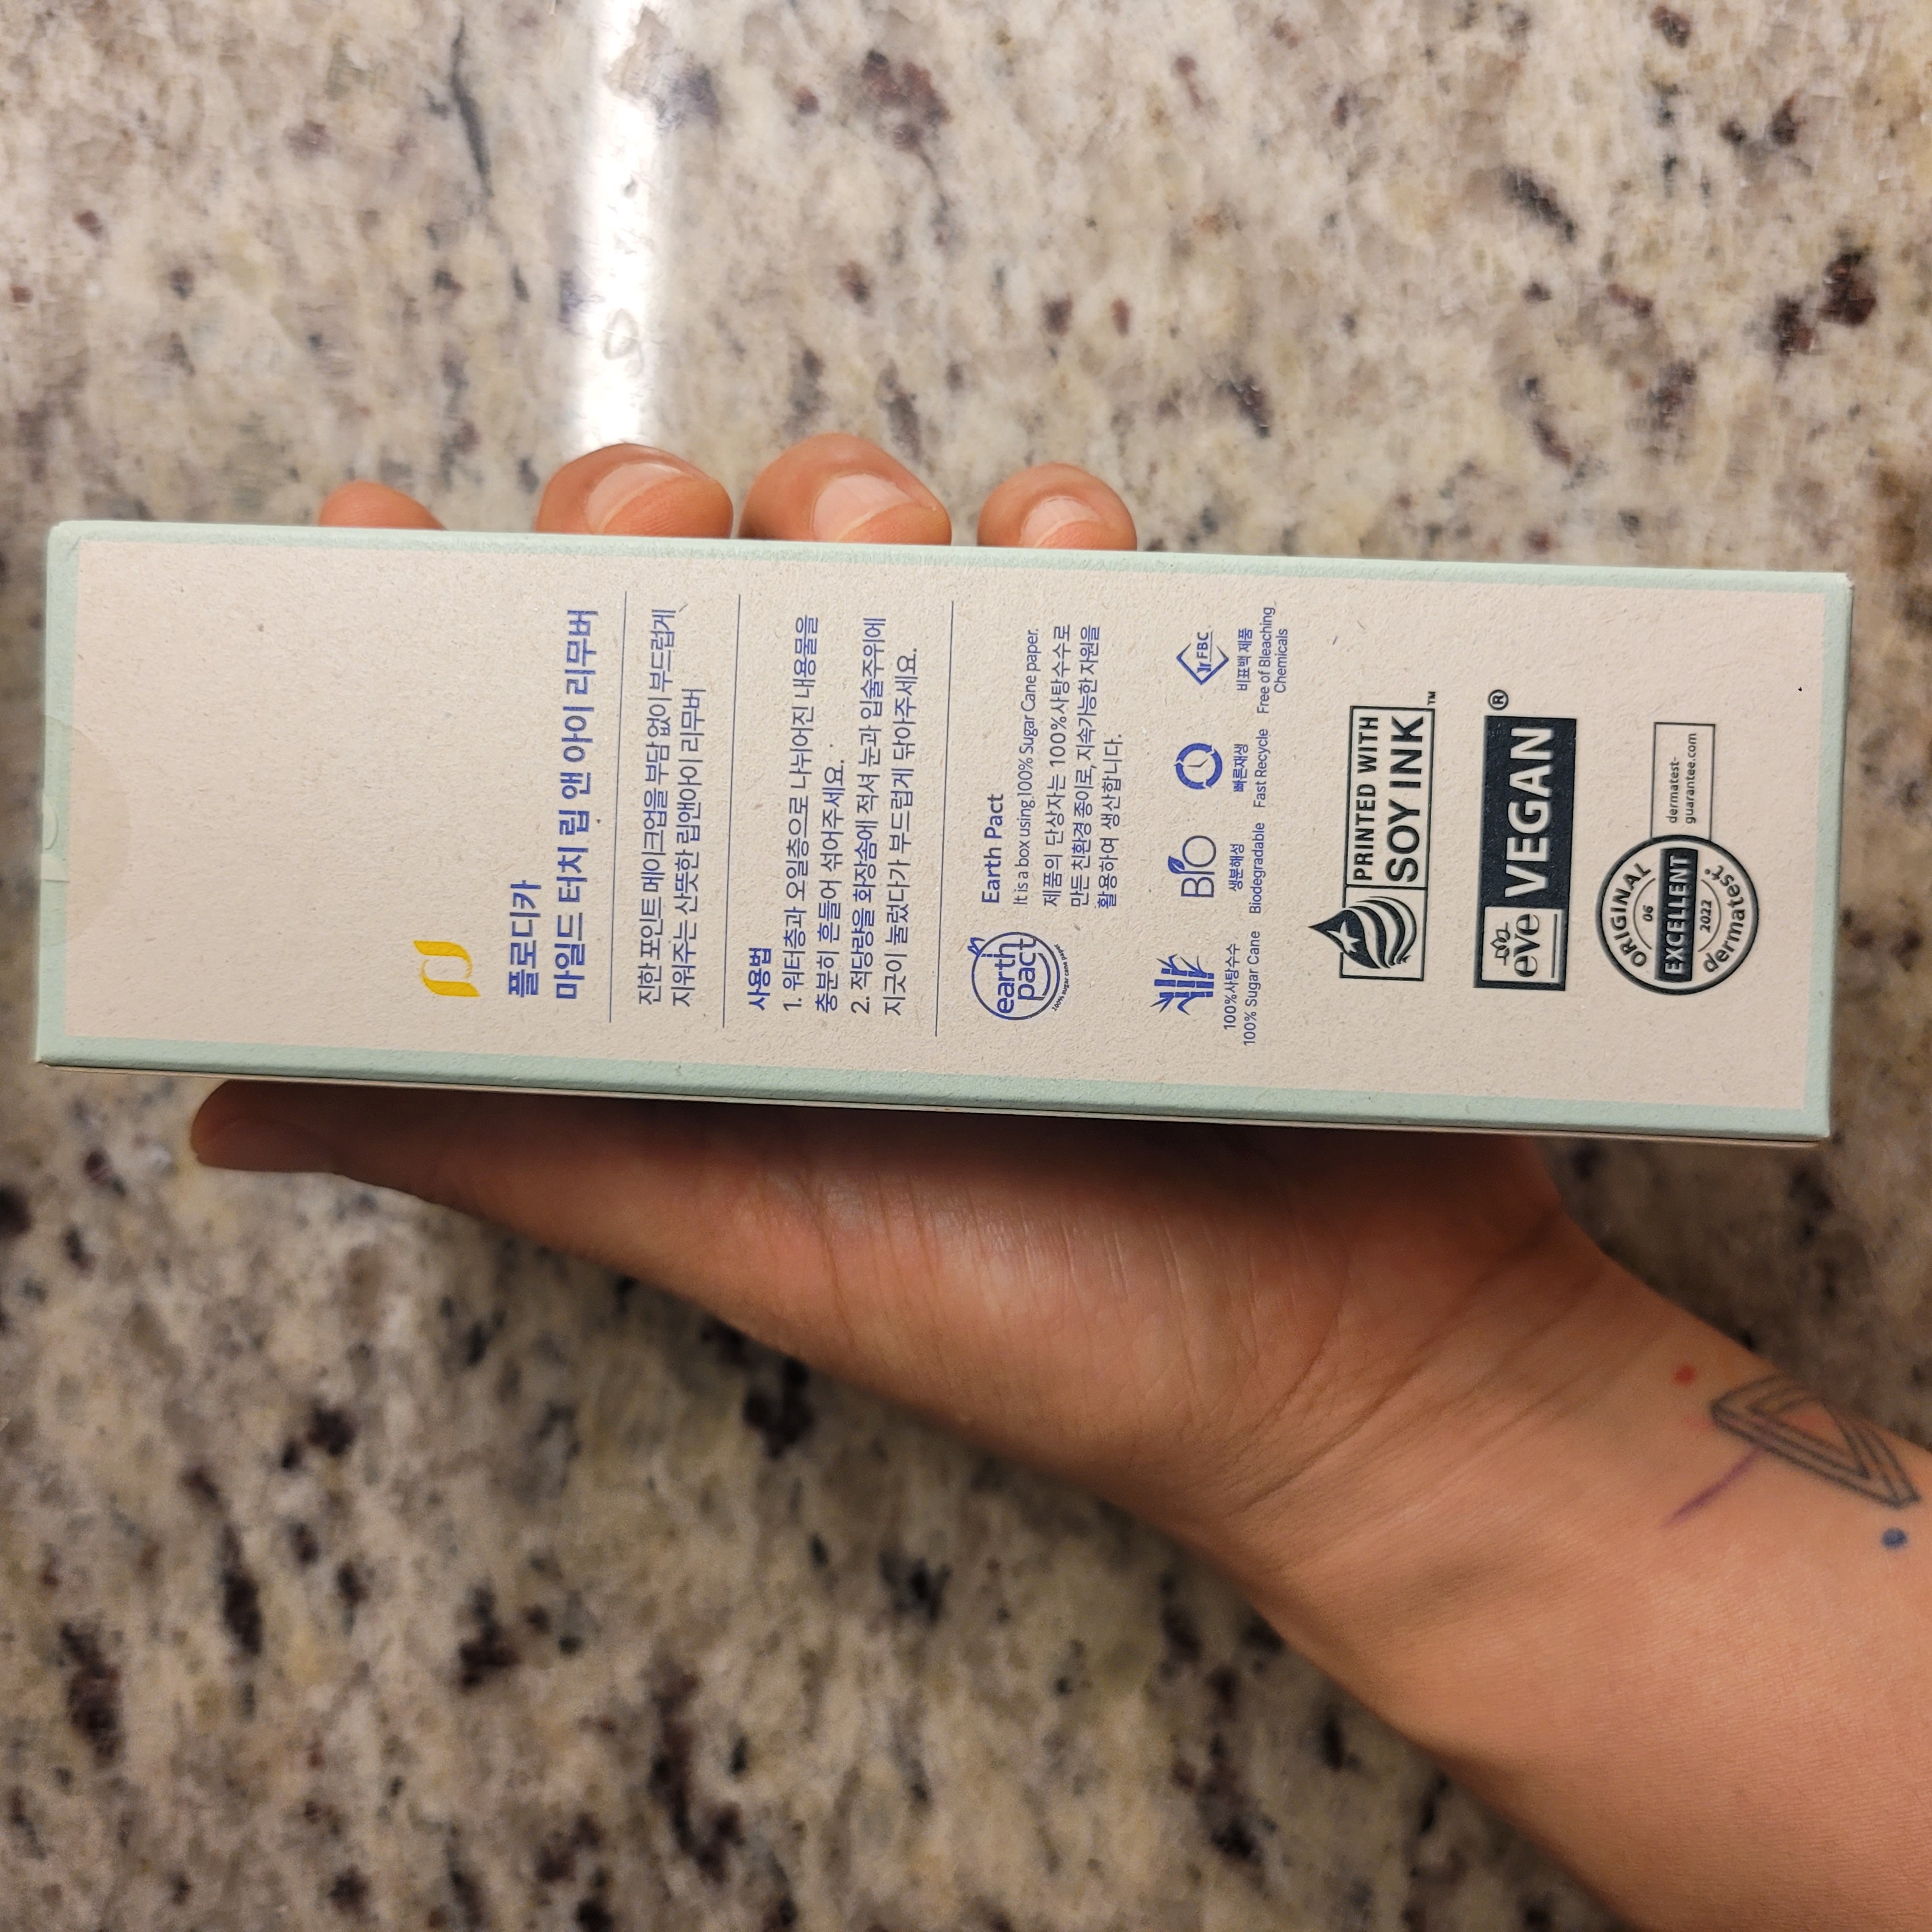 플로디카
마일드 터치 립 앤 아이 리무버
진한 포인트 메이크업을 부담 없이 부드럽게
지워주는 산뜻한 립앤아이 리무버
사용법
1. 워터층과 오일층으로 나뉘어진 내용물을
충분히 흔들어 섞어주세요.
2. 적당량을 화장솜에 적셔 눈과 입술주위에
지긋이 눌렀다가 부드럽게 닦아주세요.
earth
pact
100% sugar cane paper
Earth Pact
It is a box using 100% Sugar Cane paper.
제품의 단상자는 100% 사탕수수로
만든 친환경 종이로, 지속가능한 자원을
활용하여 생산합니다.
100% 사탕수수
100% Sugar Cane
BIO
생분해성
Biodegradable
빠른재생
Fast Recycle
FBC
비표백 제품
Free of Bleaching
Chemicals
PRINTED WITH
SOY INK™
eve VEGAN®
ORIGINAL
06
EXCELLENT
2022
dermatest®
dermatest-
guarantee.com